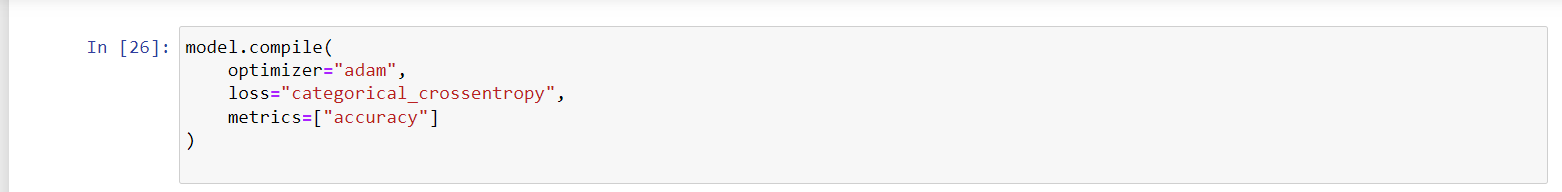 In [26]: model.compile(
    optimizer="adam",
    loss="categorical_crossentropy",
    metrics=["accuracy"]
)